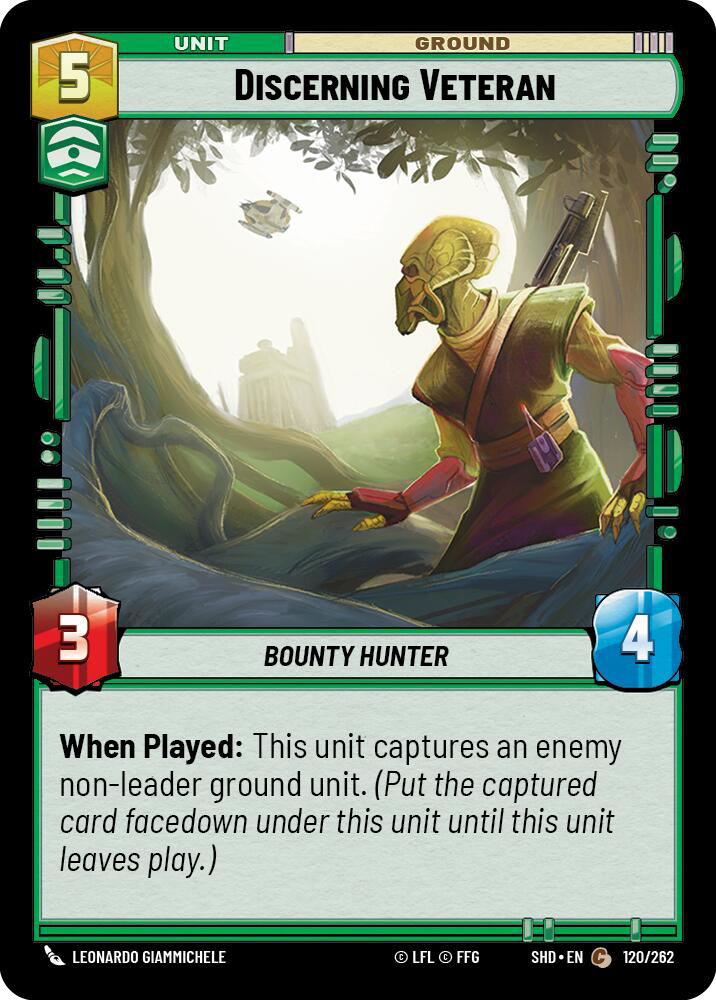 UNIT
GROUND
5
DISCERNING VETERAN
3
BOUNTY HUNTER
4
When Played: This unit captures an enemy
non-leader ground unit. (Put the captured
card facedown under this unit until this unit
leaves play.)
LEONARDO GIAMMICHELE
© LFL © FFG
SHD • EN
C
120/262